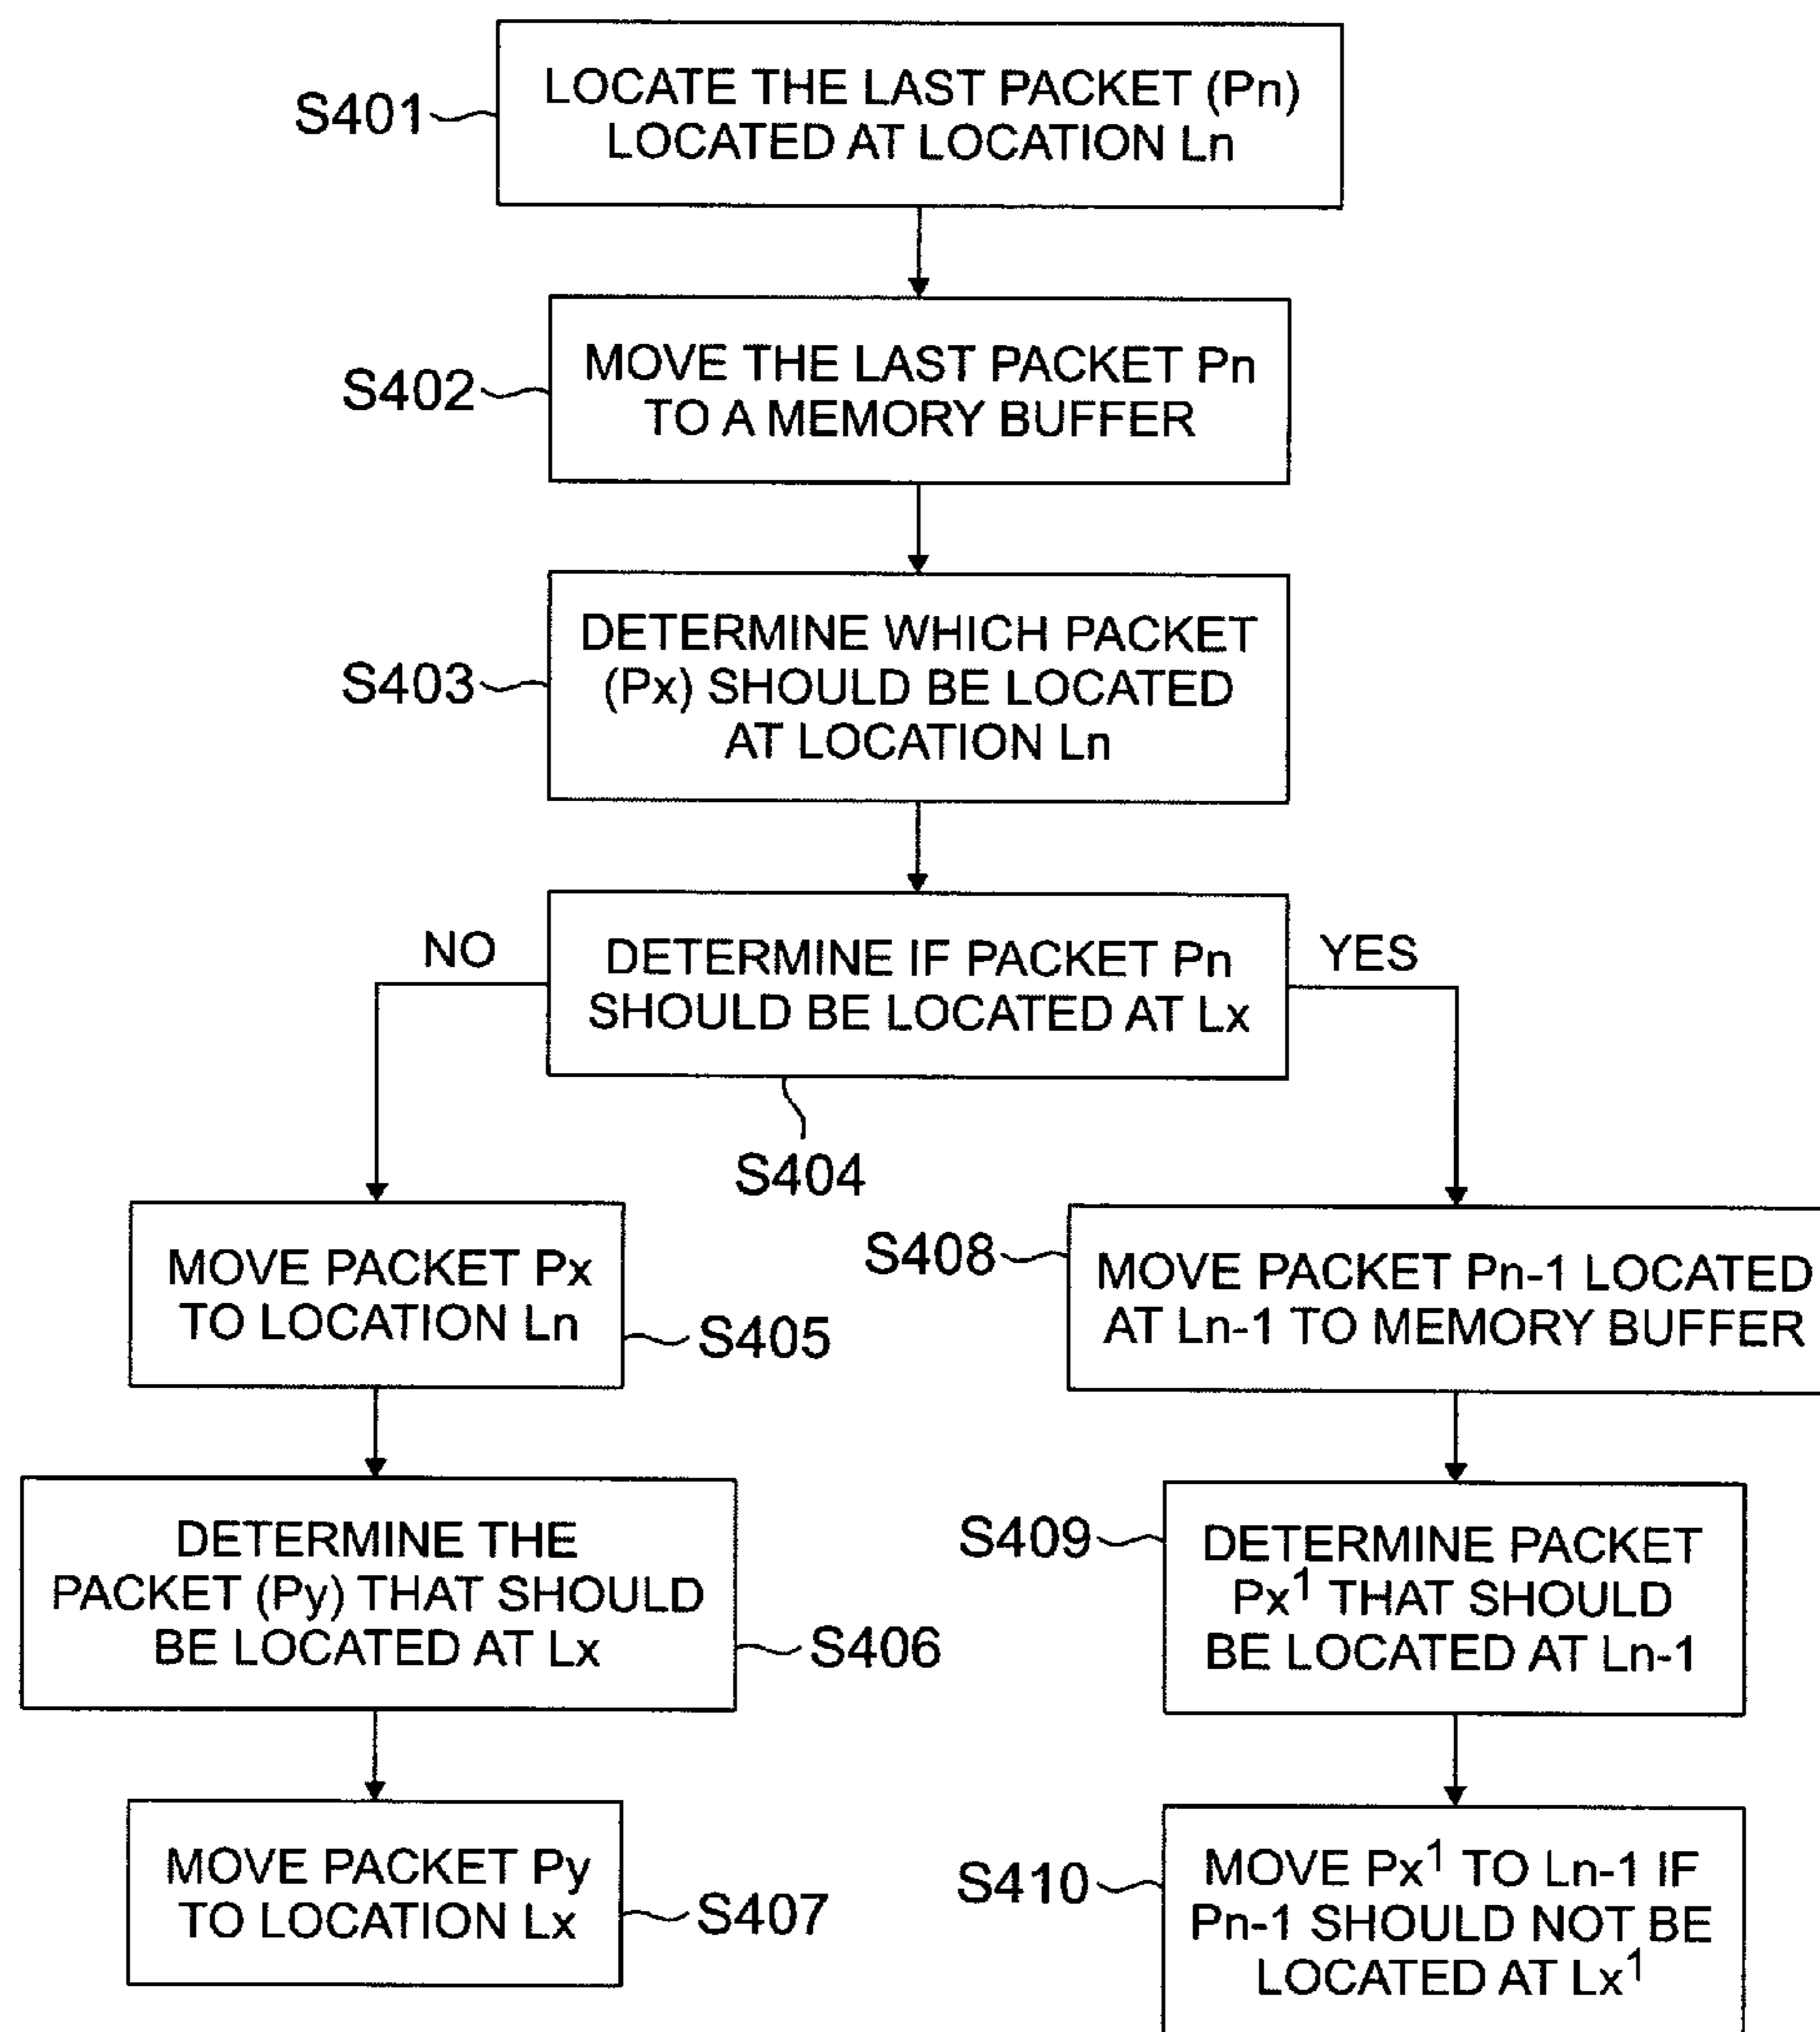 S401
LOCATE THE LAST PACKET (Pn)
LOCATED AT LOCATION Ln
S402
MOVE THE LAST PACKET Pn
TO A MEMORY BUFFER
S403
DETERMINE WHICH PACKET
(Px) SHOULD BE LOCATED
AT LOCATION Ln
NO
DETERMINE IF PACKET Pn
SHOULD BE LOCATED AT Lx
YES
S404
MOVE PACKET Px
TO LOCATION Ln
S405
DETERMINE THE
PACKET (Py) THAT SHOULD
BE LOCATED AT Lx
S406
MOVE PACKET Py
TO LOCATION Lx
S407
S408
MOVE PACKET Pn-1 LOCATED
AT Ln-1 TO MEMORY BUFFER
S409
DETERMINE PACKET
Px¹ THAT SHOULD
BE LOCATED AT Ln-1
S410
MOVE Px¹ TO Ln-1 IF
Pn-1 SHOULD NOT BE
LOCATED AT Lx¹